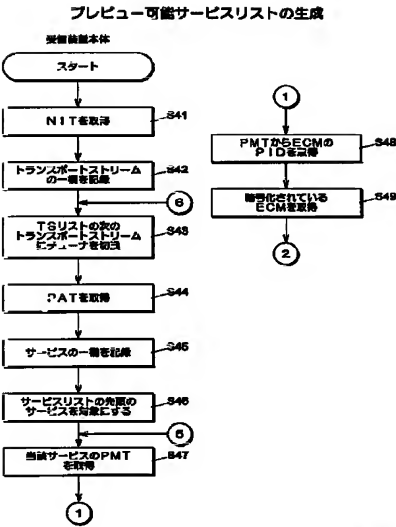 プレビュー可能サービスリストの生成
受信装置本体
スタート
NITを取得
S41
トランスポートストリーム
の一覧を記録
S42
6
TSリストの次の
トランスポートストリーム
にチューナを切換
S43
PATを取得
S44
サービスの一覧を記録
S45
サービスリストの先頭の
サービスを対象にする
S46
5
当該サービスのPMT
を取得
S47
1
1
PMTからECMの
PIDを取得
S48
暗号化されている
ECMを取得
S49
2